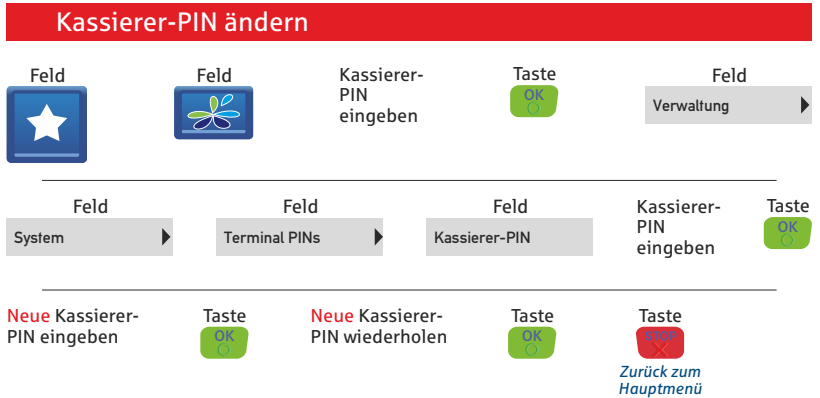 Kassierer-PIN ändern
Feld
Feld
Kassierer-
PIN
eingeben
Taste
OK
Feld
Verwaltung
Feld
System
Feld
Terminal PINs
Feld
Kassierer-PIN
Kassierer-
PIN
eingeben
Taste
OK
Neue Kassierer-
PIN eingeben
Taste
OK
Neue Kassierer-
PIN wiederholen
Taste
OK
Taste
STOP
Zurück zum
Hauptmenü